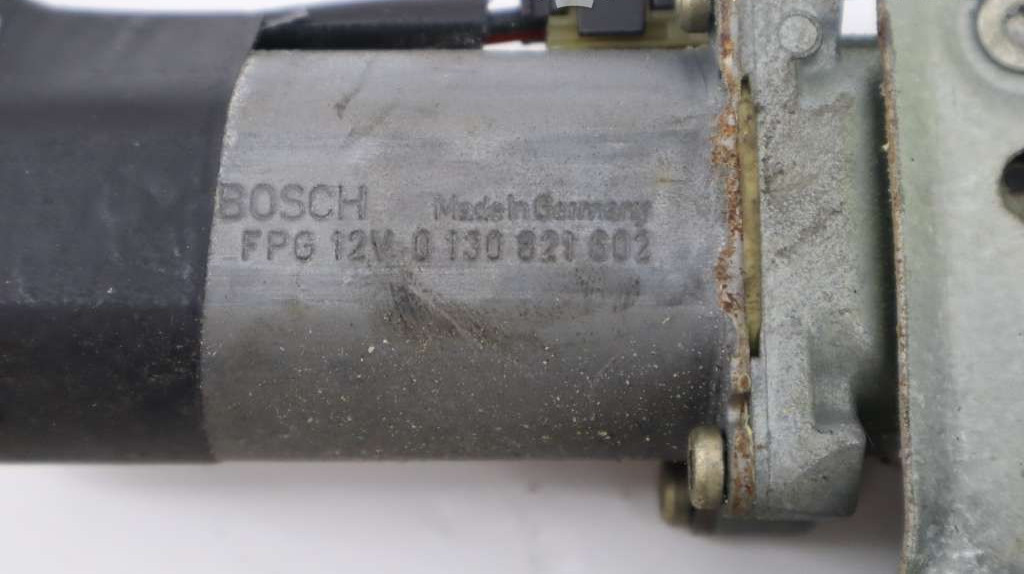 BOSCH Made in Germany
FPG 12V 0 130 821 602